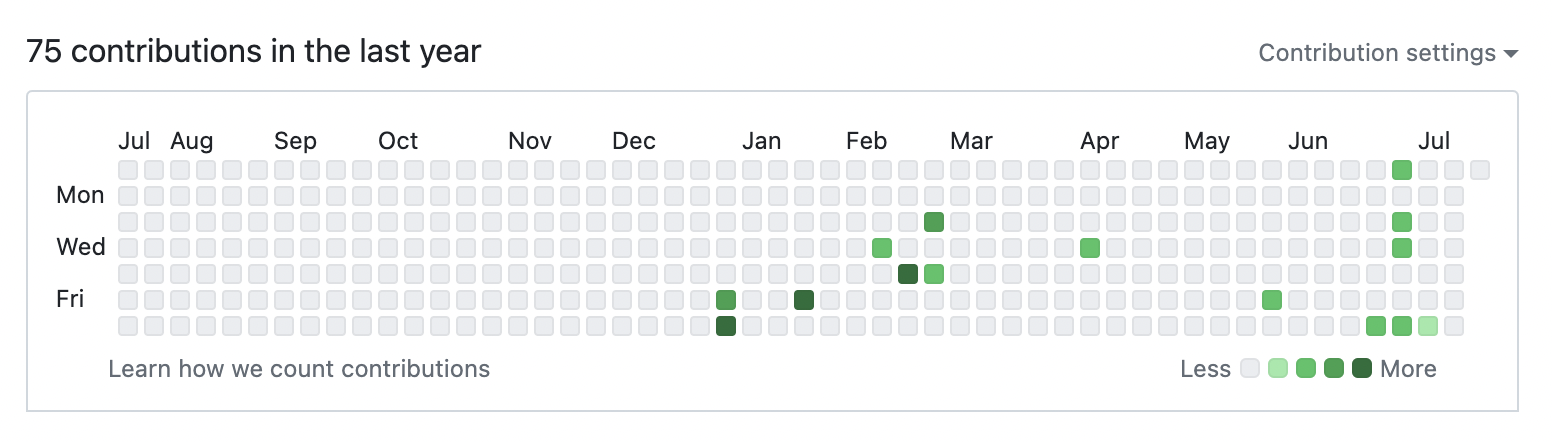 75 contributions in the last year
Contribution settings
Jul Aug Sep Oct Nov Dec Jan Feb Mar Apr May Jun Jul
Mon
Wed
Fri
Learn how we count contributions
Less More